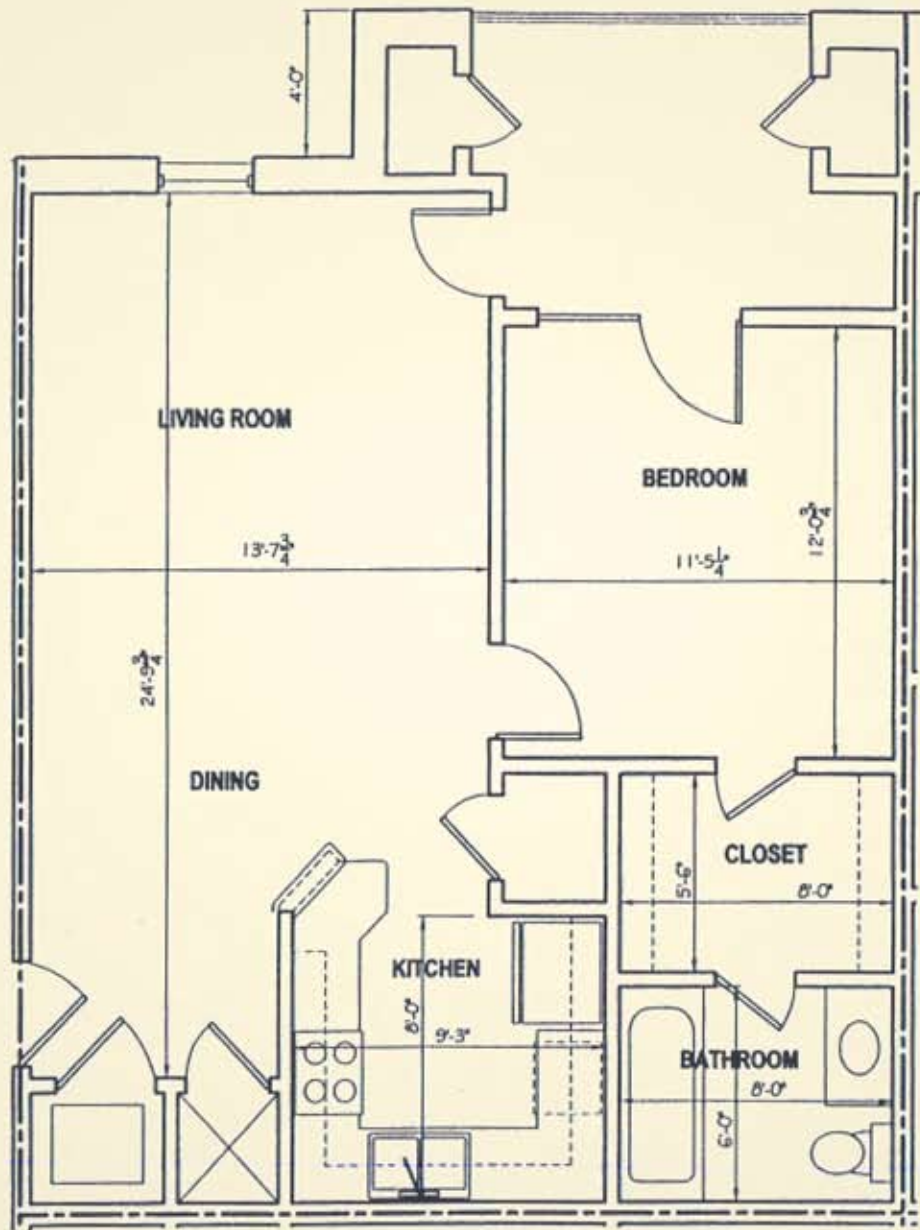 4'-0"
LIVING ROOM
BEDROOM
13'-7 3/4"
11'-5 1/4"
12'-0 3/4"
24'-9 3/4"
DINING
CLOSET
5'-6"
8'-0"
KITCHEN
8'-0"
9'-3"
BATHROOM
8'-0"
6'-0"